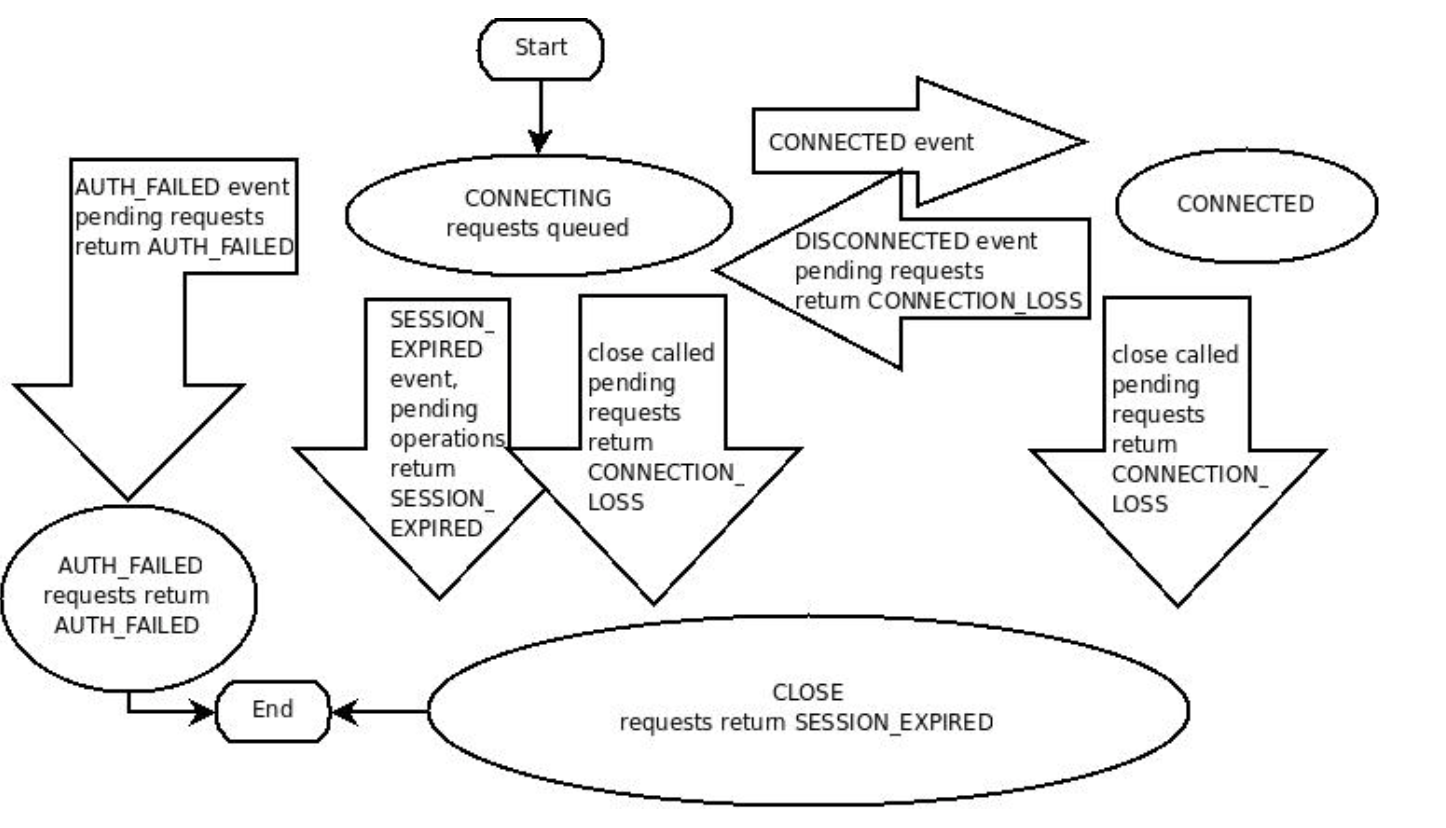 Start
CONNECTED event
CONNECTING
requests queued
CONNECTED
AUTH_FAILED event
pending requests
return AUTH_FAILED
DISCONNECTED event
pending requests
return CONNECTION_LOSS
SESSION_
EXPIRED
event,
pending
operations
return
SESSION_
EXPIRED
close called
pending
requests
return
CONNECTION_
LOSS
close called
pending
requests
return
CONNECTION_
LOSS
AUTH_FAILED
requests return
AUTH_FAILED
End
CLOSE
requests return SESSION_EXPIRED